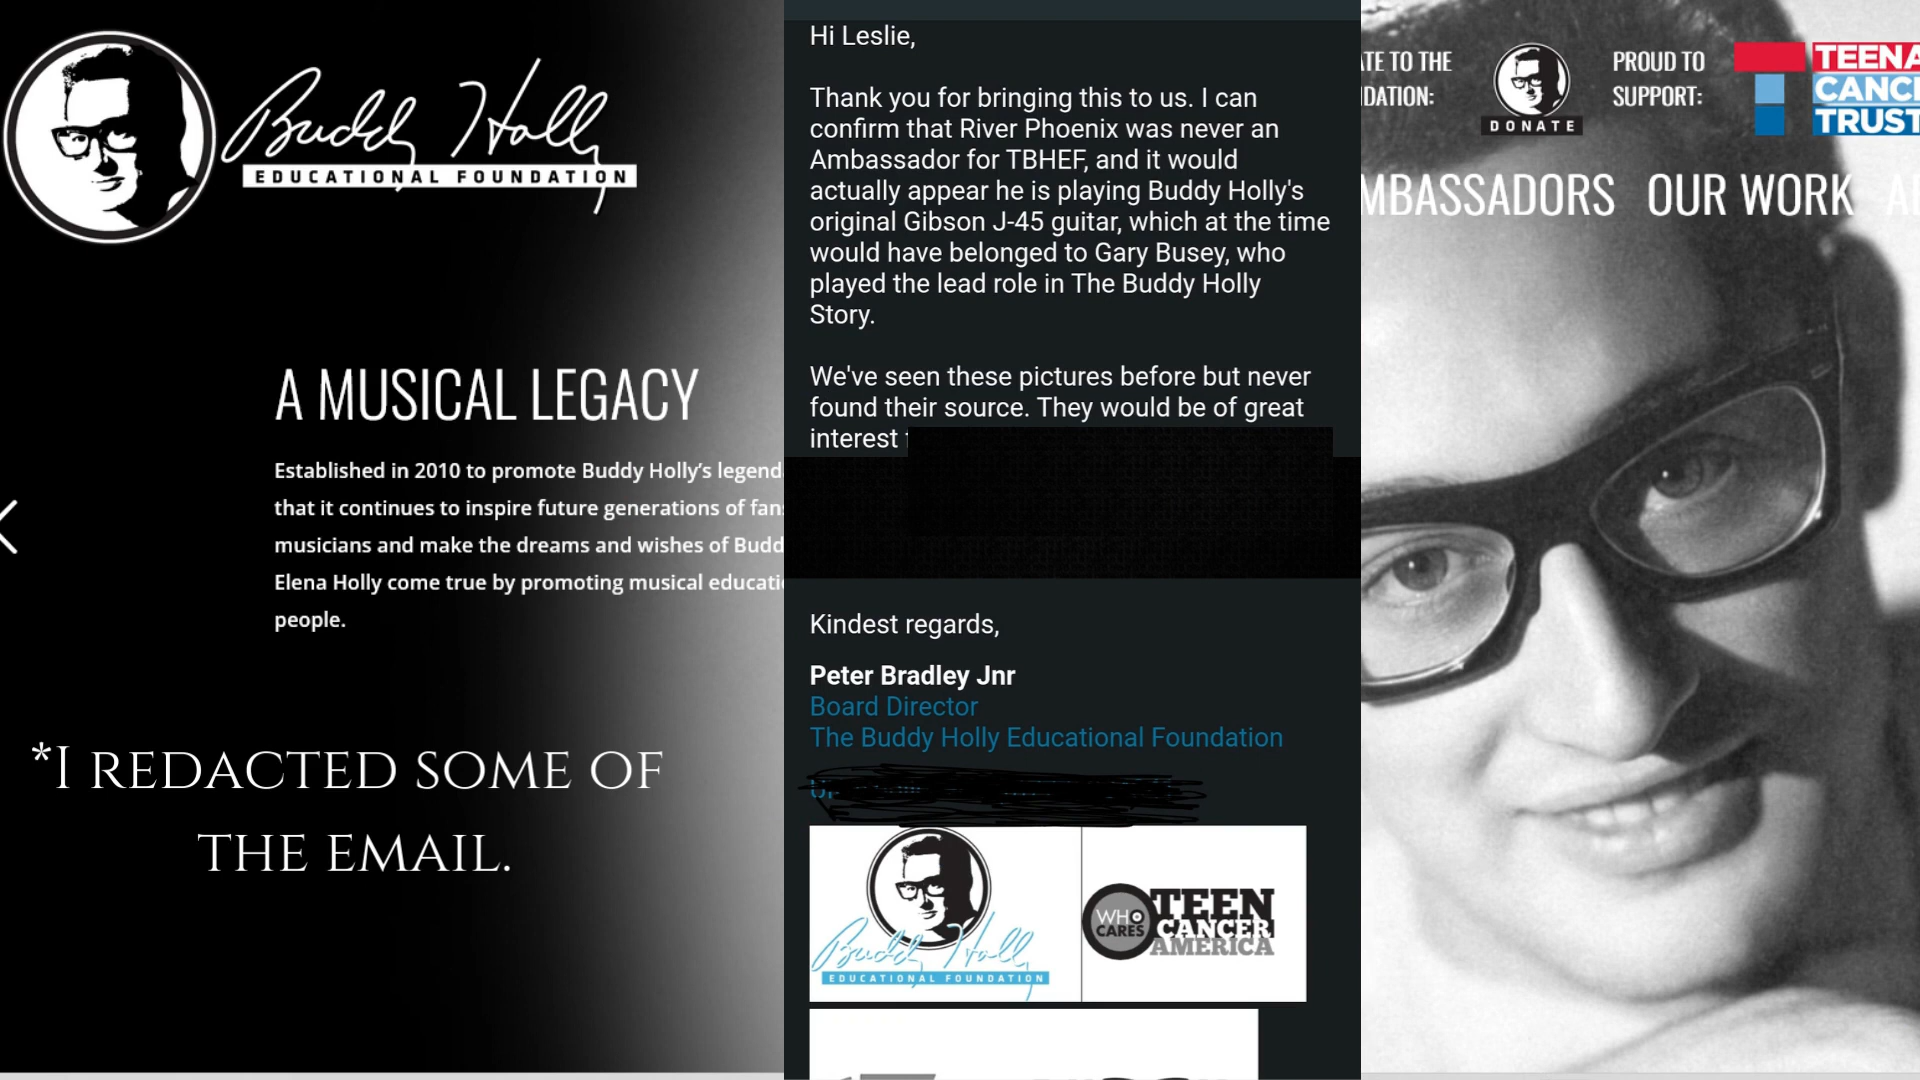 Buddy Holly
EDUCATIONAL FOUNDATION
A MUSICAL LEGACY
Established in 2010 to promote Buddy Holly's legend
that it continues to inspire future generations of fans
musicians and make the dreams and wishes of Budd
Elena Holly come true by promoting musical educati
people.
*I REDACTED SOME OF
THE EMAIL.
Hi Leslie,
Thank you for bringing this to us. I can
confirm that River Phoenix was never an
Ambassador for TBHEF, and it would
actually appear he is playing Buddy Holly's
original Gibson J-45 guitar, which at the time
would have belonged to Gary Busey, who
played the lead role in The Buddy Holly
Story.
We've seen these pictures before but never
found their source. They would be of great
interest
Kindest regards,
Peter Bradley Jnr
Board Director
The Buddy Holly Educational Foundation
Buddy Holly
EDUCATIONAL FOUNDATION
WHO CARES
TEEN
CANCER
AMERICA
ATE TO THE
DATION:
DONATE
PROUD TO
SUPPORT:
TEENA
CANCE
TRUST
MBASSADORS OUR WORK